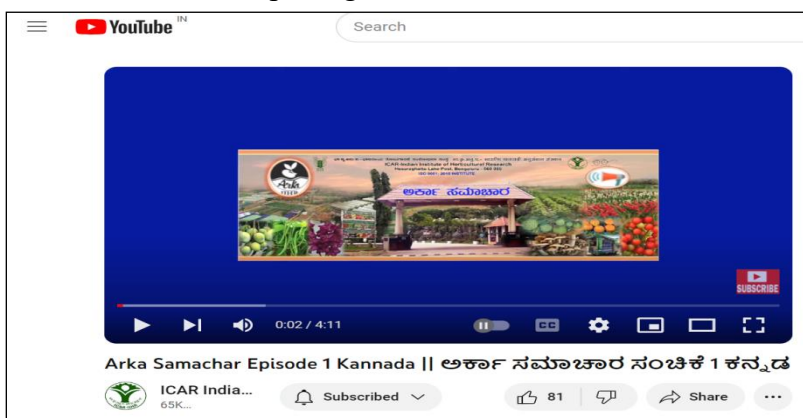 YouTube IN
Search
ICAR-Indian Institute of Horticultural Research
Hesaraghatta Lake Post, Bengaluru - 560 089
ಅರ್ಕಾ ಸಮಾಚಾರ
Arka
SUBSCRIBE
0:02 / 4:11
CC
Arka Samachar Episode 1 Kannada || ಅರ್ಕಾ ಸಮಾಚಾರ ಸಂಚಿಕೆ 1 ಕನ್ನಡ
ICAR India...
65K...
Subscribed
81
Share